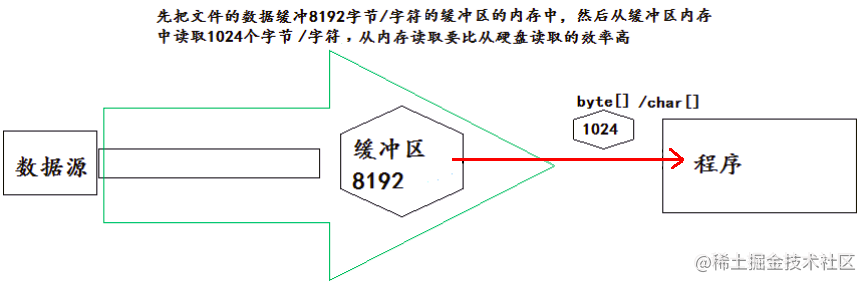 先把文件的数据缓冲8192字节/字符的缓冲区的内存中，然后从缓冲区内存
中读取1024个字节 /字符，从内存读取要比从硬盘读取的效率高
byte[] /char[]
1024
数据源
缓冲区
8192
程序
@稀土掘金技术社区